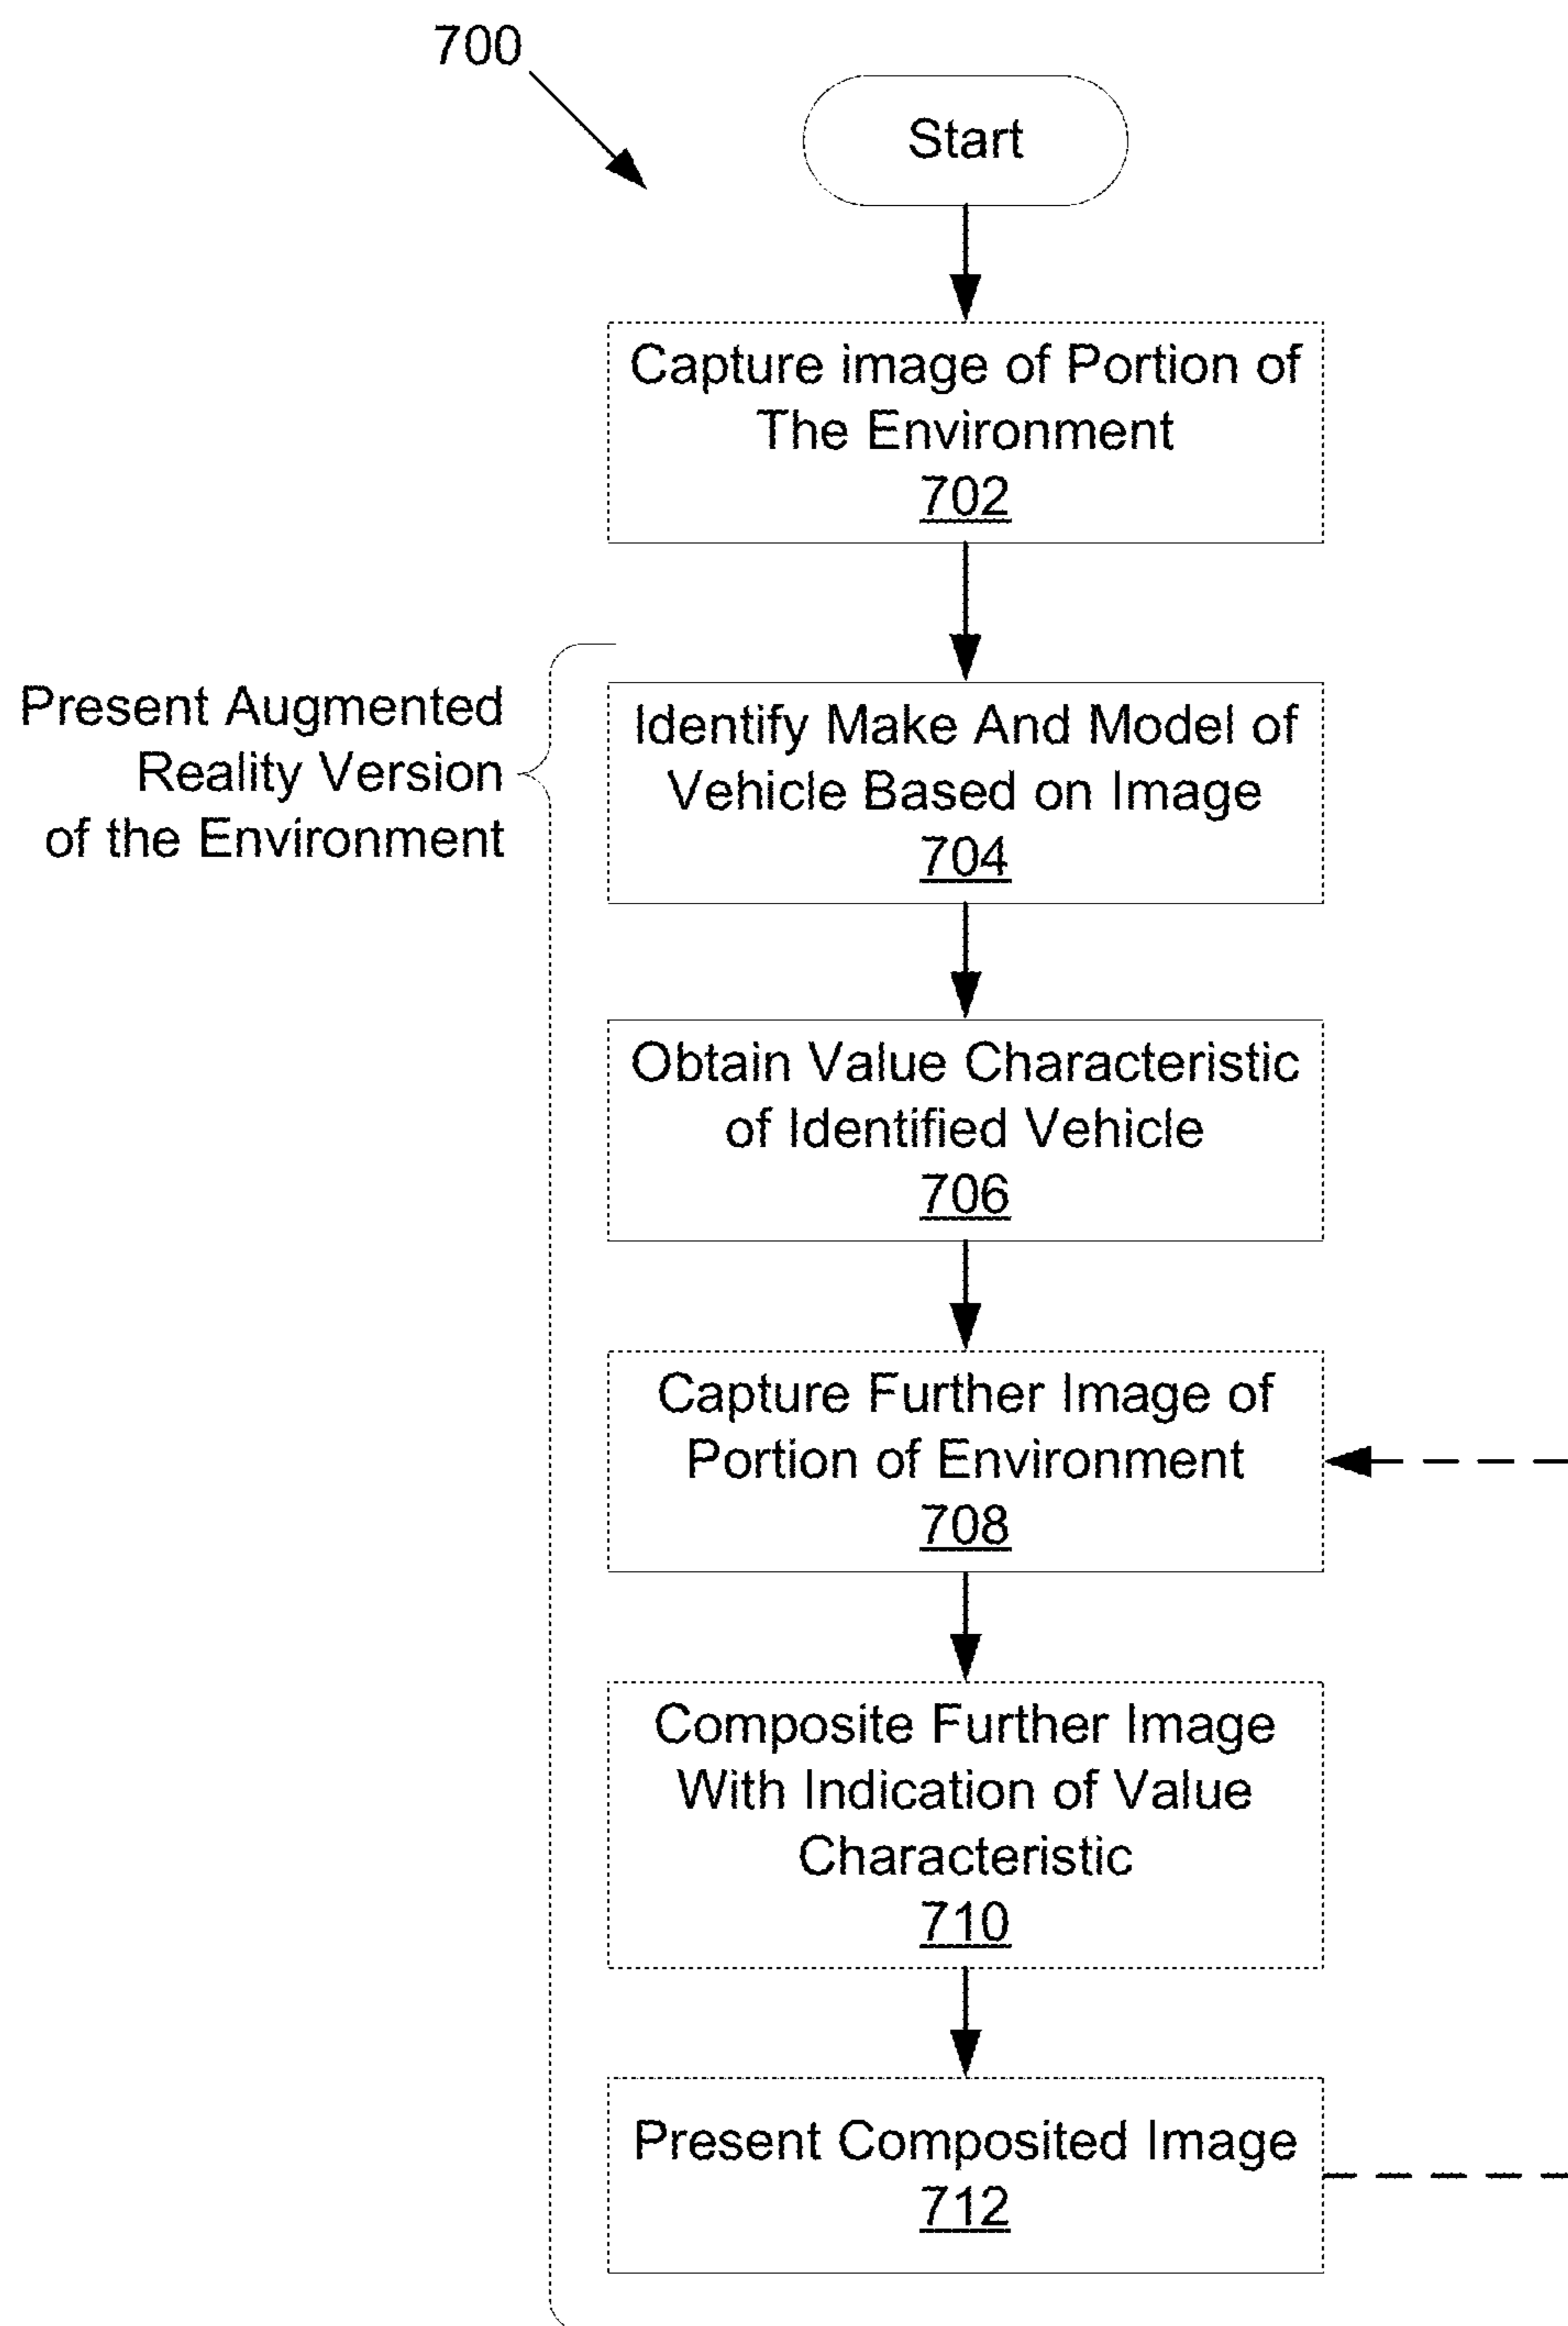 700
Start
Capture image of Portion of
The Environment
702
Present Augmented
Reality Version
of the Environment
Identify Make And Model of
Vehicle Based on Image
704
Obtain Value Characteristic
of Identified Vehicle
706
Capture Further Image of
Portion of Environment
708
Composite Further Image
With Indication of Value
Characteristic
710
Present Composited Image
712